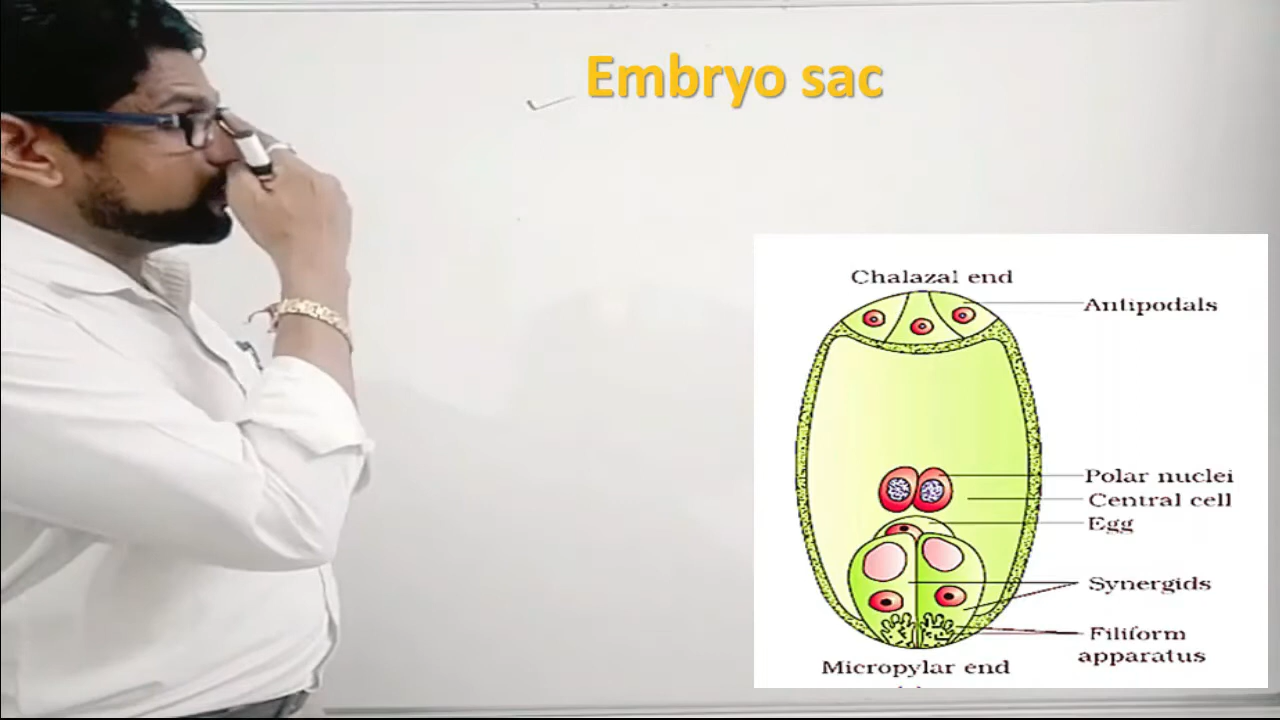 Embryo sac
Chalazal end
Antipodals
Polar nuclei
Central cell
Egg
Synergids
Filiform
apparatus
Micropylar end